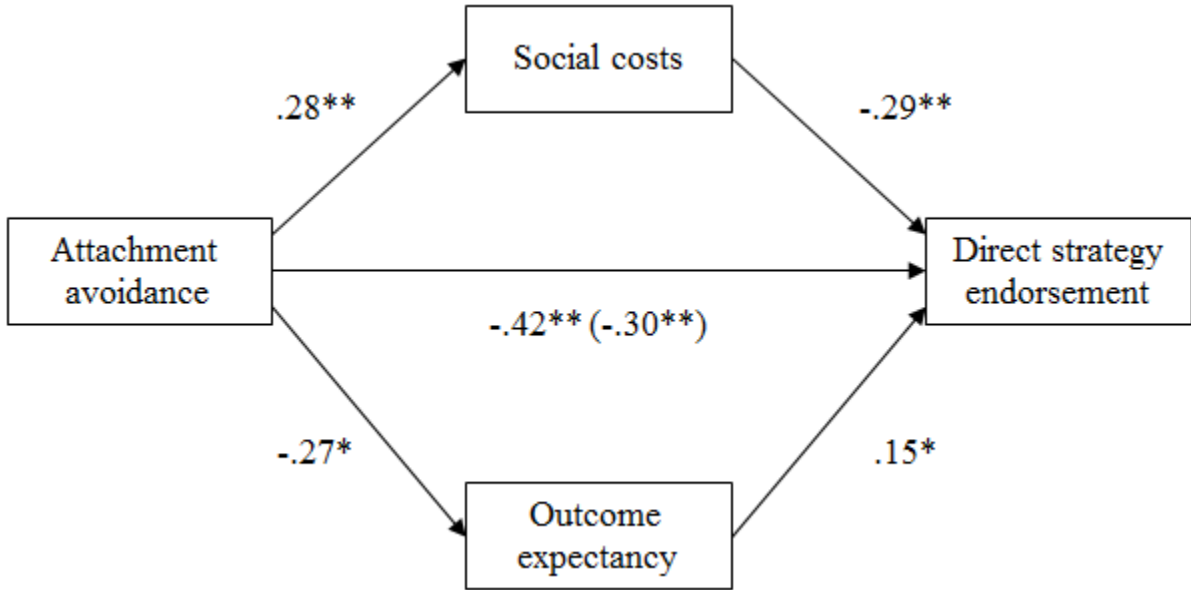 Social costs
.28**
-.29**
Attachment
avoidance
Direct strategy
endorsement
-.42** (-.30**)
-.27*
.15*
Outcome
expectancy